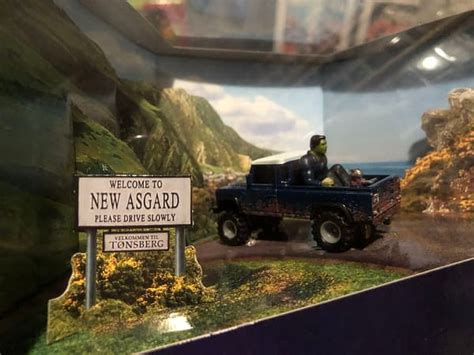 WELCOME TO
NEW ASGARD
PLEASE DRIVE SLOWLY
VELKOMMEN TIL
TØNSBERG